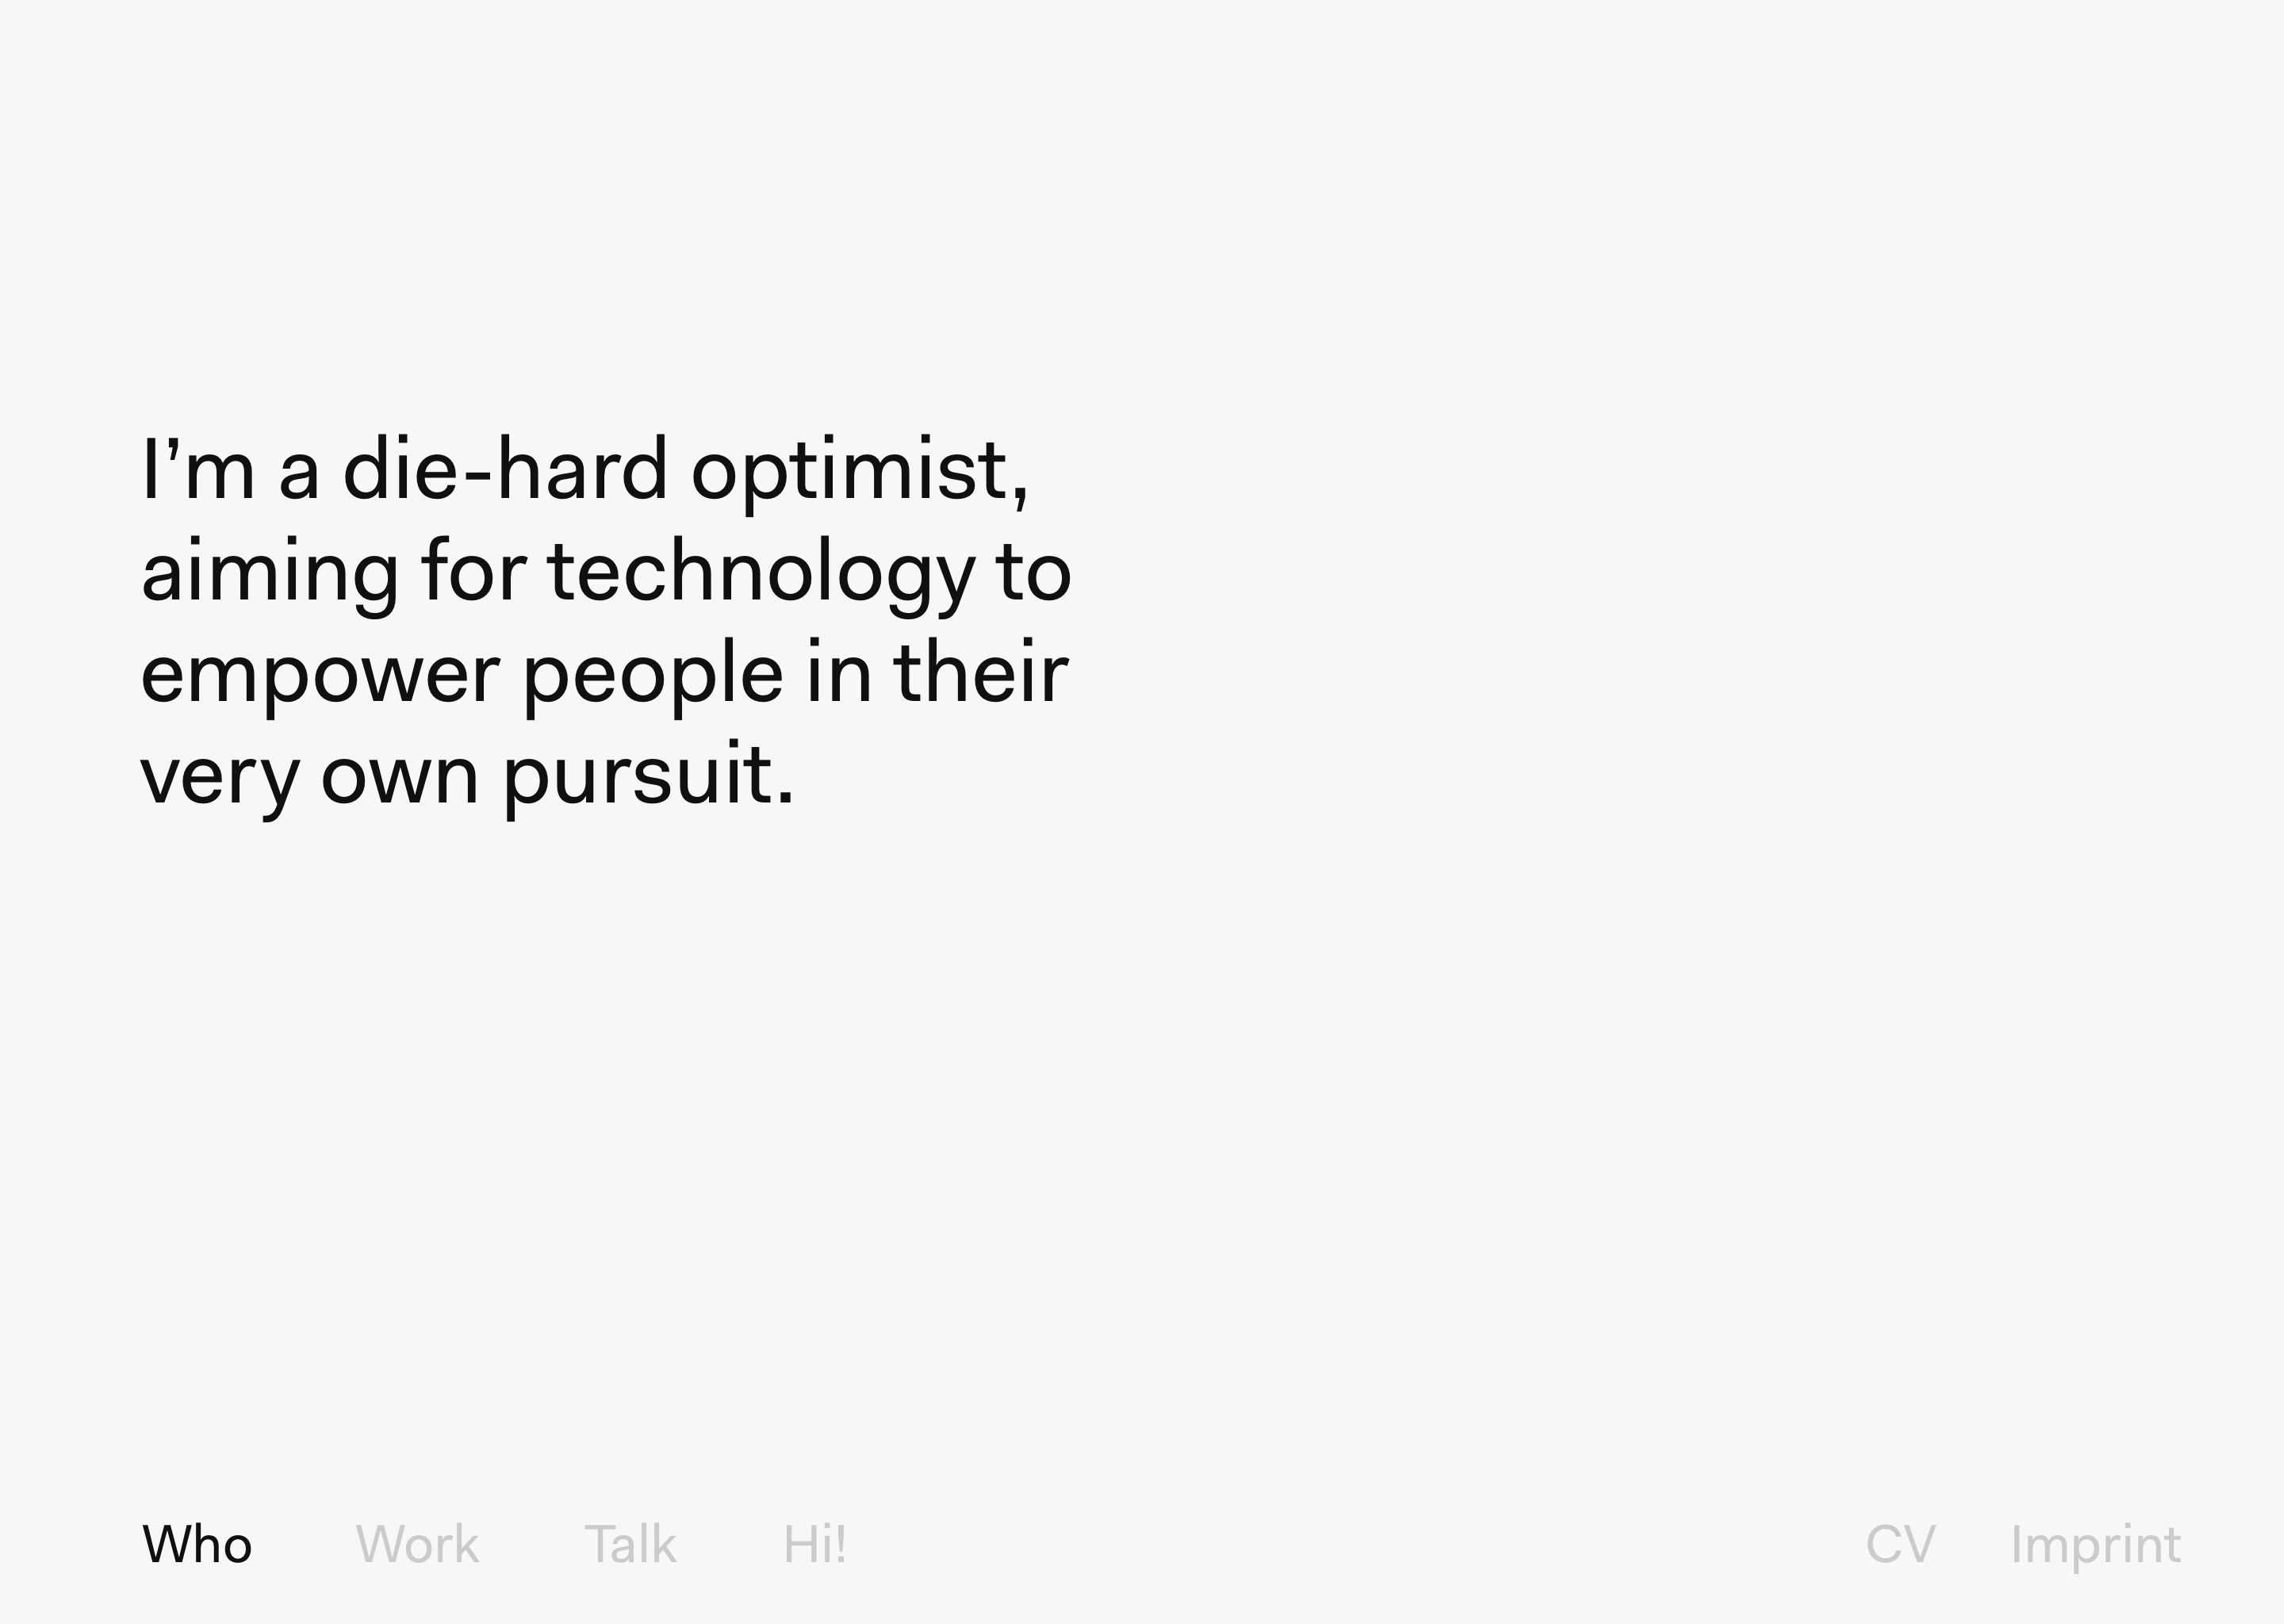 I’m a die-hard optimist,
aiming for technology to
empower people in their
very own pursuit.
Who Work Talk Hi! CV Imprint